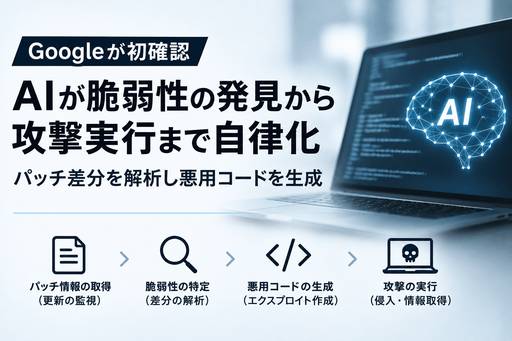 Googleが初確認
AIが脆弱性の発見から
攻撃実行まで自律化
パッチ差分を解析し悪用コードを生成
AI
パッチ情報の取得
(更新の監視)
脆弱性の特定
(差分の解析)
悪用コードの生成
(エクスプロイト作成)
攻撃の実行
(侵入・情報取得)